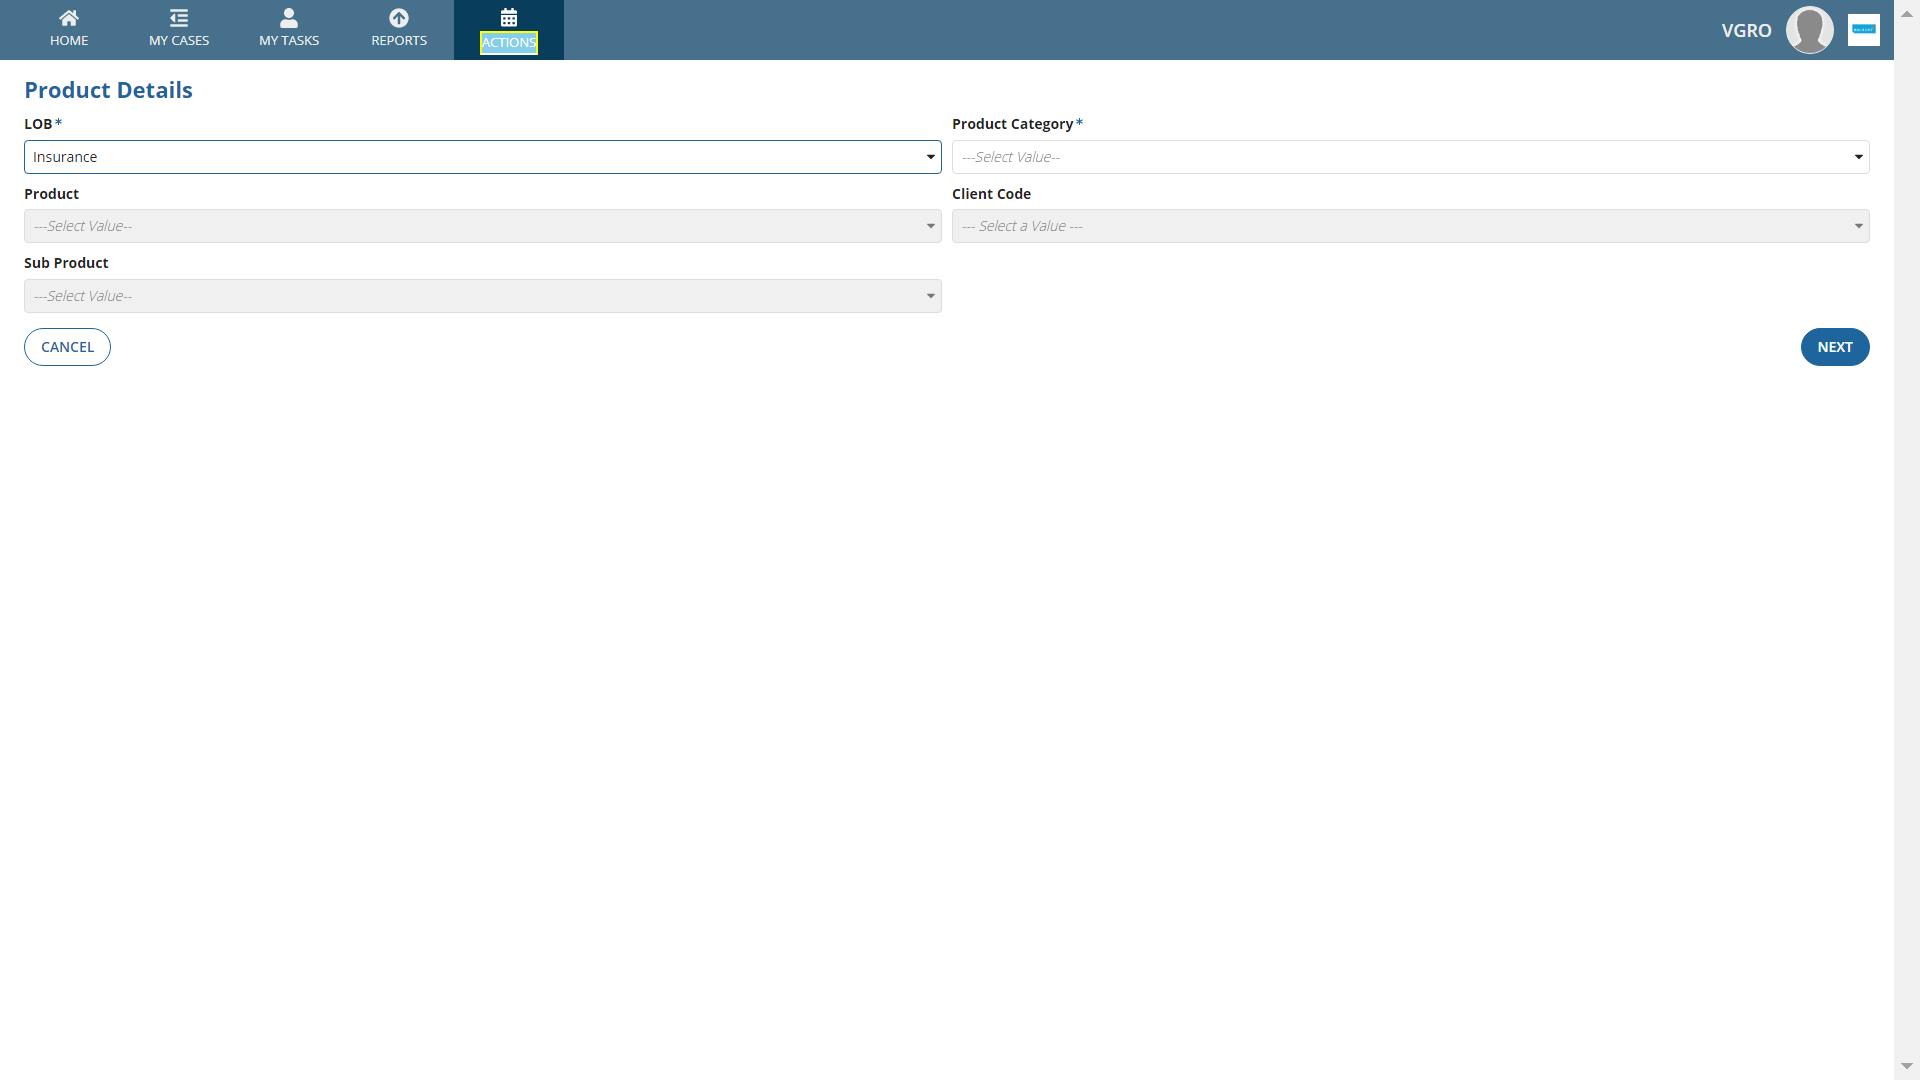 HOME
MY CASES
MY TASKS
REPORTS
ACTIONS
VGRO
Product Details
LOB*
Product Category*
Insurance
---Select Value--
Product
Client Code
---Select Value--
--- Select a Value ---
Sub Product
---Select Value--
CANCEL
NEXT